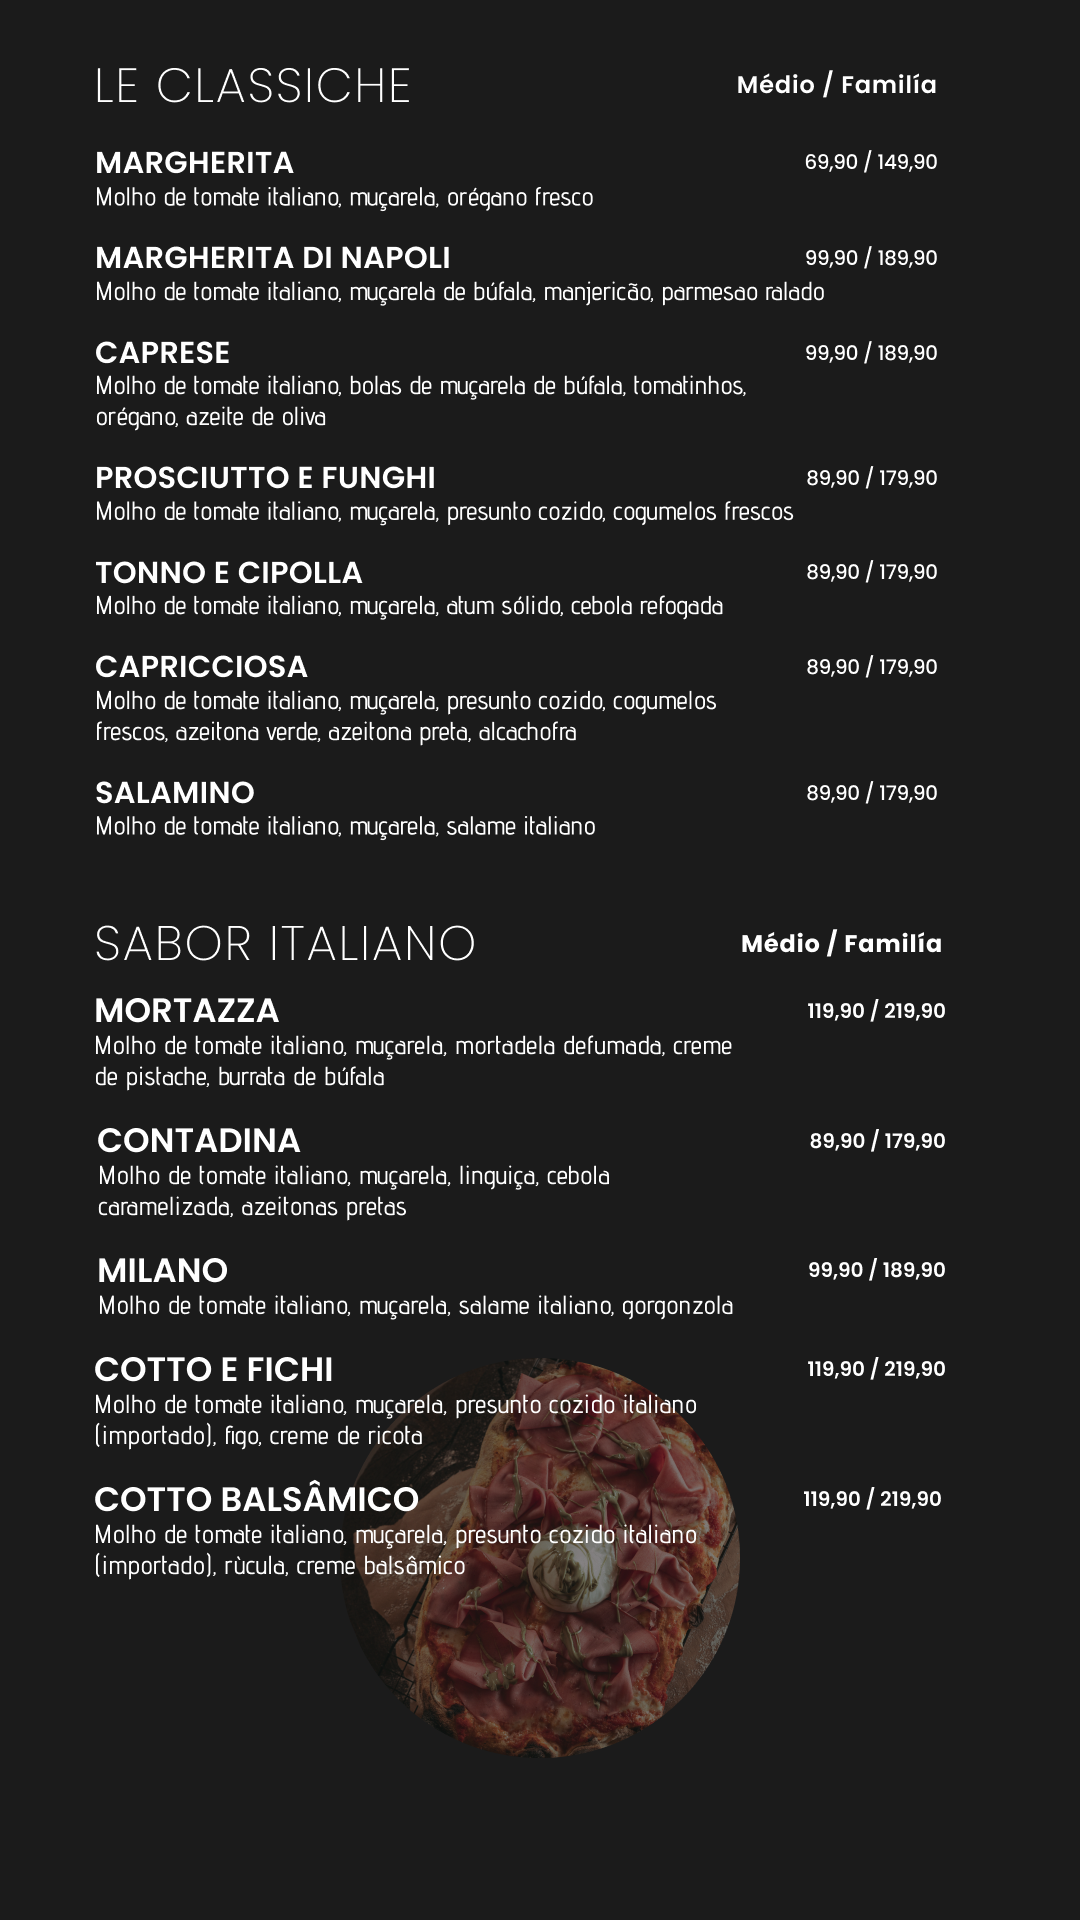 LE CLASSICHE
Médio / Famílía
MARGHERITA
69,90 / 149,90
Molho de tomate italiano, muçarela, orégano fresco
MARGHERITA DI NAPOLI
99,90 / 189,90
Molho de tomate italiano, muçarela de búfala, manjericão, parmesao ralado
CAPRESE
99,90 / 189,90
Molho de tomate italiano, bolas de muçarela de búfala, tomatinhos,
orégano, azeite de oliva
PROSCIUTTO E FUNGHI
89,90 / 179,90
Molho de tomate italiano, muçarela, presunto cozido, cogumelos frescos
TONNO E CIPOLLA
89,90 / 179,90
Molho de tomate italiano, muçarela, atum sólido, cebola refogada
CAPRICCIOSA
89,90 / 179,90
Molho de tomate italiano, muçarela, presunto cozido, cogumelos
frescos, azeitona verde, azeitona preta, alcachofra
SALAMINO
89,90 / 179,90
Molho de tomate italiano, muçarela, salame italiano
SABOR ITALIANO
Médio / Famílía
MORTAZZA
119,90 / 219,90
Molho de tomate italiano, muçarela, mortadela defumada, creme
de pistache, burrata de búfala
CONTADINA
89,90 / 179,90
Molho de tomate italiano, muçarela, linguiça, cebola
caramelizada, azeitonas pretas
MILANO
99,90 / 189,90
Molho de tomate italiano, muçarela, salame italiano, gorgonzola
COTTO E FICHI
119,90 / 219,90
Molho de tomate italiano, muçarela, presunto cozido italiano
(importado), figo, creme de ricota
COTTO BALSÂMICO
119,90 / 219,90
Molho de tomate italiano, muçarela, presunto cozido italiano
(importado), rùcula, creme balsâmico